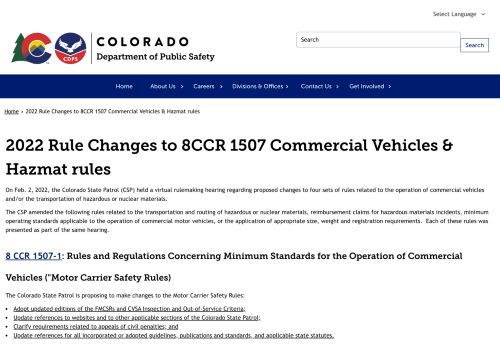 Select Language
COLORADO
Department of Public Safety
CDPS
Search
Search
Home
About Us
Careers
Divisions & Offices
Contact Us
Get Involved
Home › 2022 Rule Changes to 8CCR 1507 Commercial Vehicles & Hazmat rules
2022 Rule Changes to 8CCR 1507 Commercial Vehicles &
Hazmat rules
On Feb. 2, 2022, the Colorado State Patrol (CSP) held a virtual rulemaking hearing regarding proposed changes to four sets of rules related to the operation of commercial vehicles
and/or the transportation of hazardous or nuclear materials.
The CSP amended the following rules related to the transportation and routing of hazardous or nuclear materials, reimbursement claims for hazardous materials incidents, minimum
operating standards applicable to the operation of commercial motor vehicles, or the application of appropriate size, weight and registration requirements.  Each of these rules was
presented as part of the same hearing.
8 CCR 1507-1: Rules and Regulations Concerning Minimum Standards for the Operation of Commercial
Vehicles ("Motor Carrier Safety Rules)
The Colorado State Patrol is proposing to make changes to the Motor Carrier Safety Rules:
• Adopt updated editions of the FMCSRs and CVSA Inspection and Out-of-Service Criteria;
• Update references to websites and to other applicable sections of the Colorado State Patrol;
• Clarify requirements related to appeals of civil penalties; and
• Update references for all incorporated or adopted guidelines, publications and standards, and applicable state statutes.